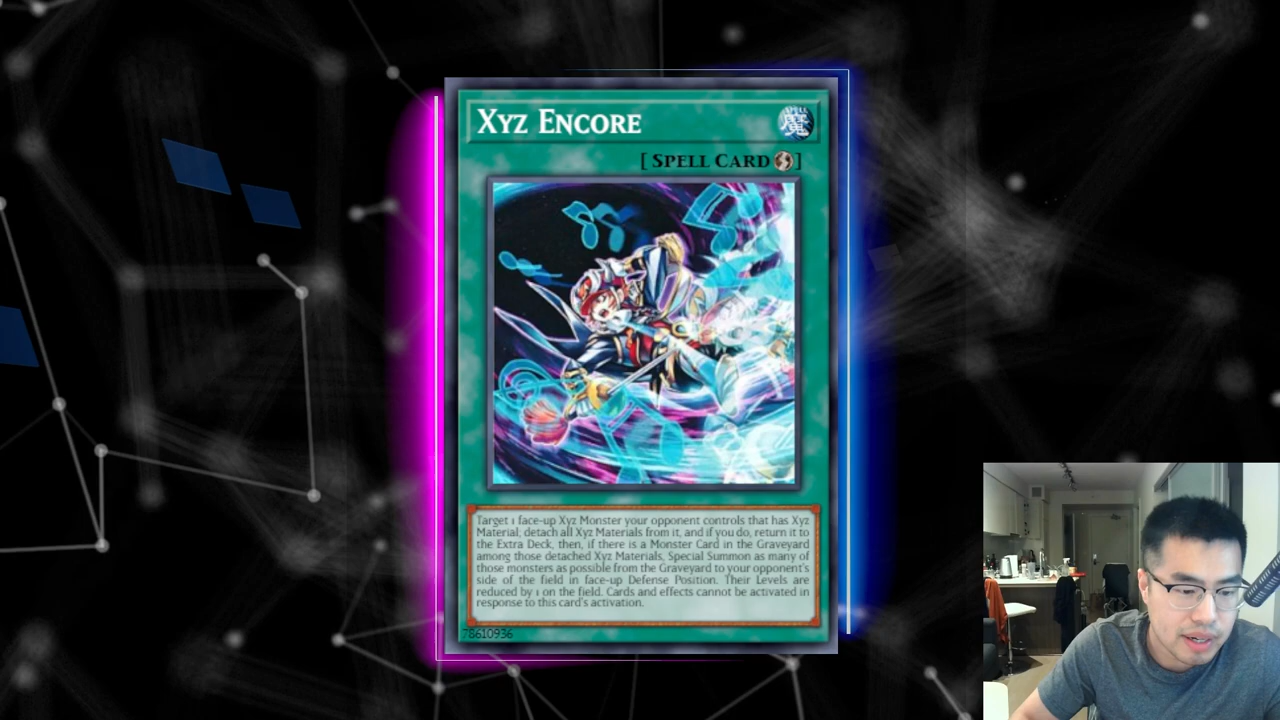 Xyz Encore
SPELL
魔
[ Spell Card ]
Target 1 face-up Xyz Monster your opponent controls that has Xyz
Material; detach all Xyz Materials from it, and if you do, return it to
the Extra Deck, then, if there is a Monster Card in the Graveyard
among those detached Xyz Materials, Special Summon as many of
those monsters as possible from the Graveyard to your opponent's
side of the field in face-up Defense Position. Their Levels are
reduced by 1 on the field. Cards and effects cannot be activated in
response to this card's activation.
78610936